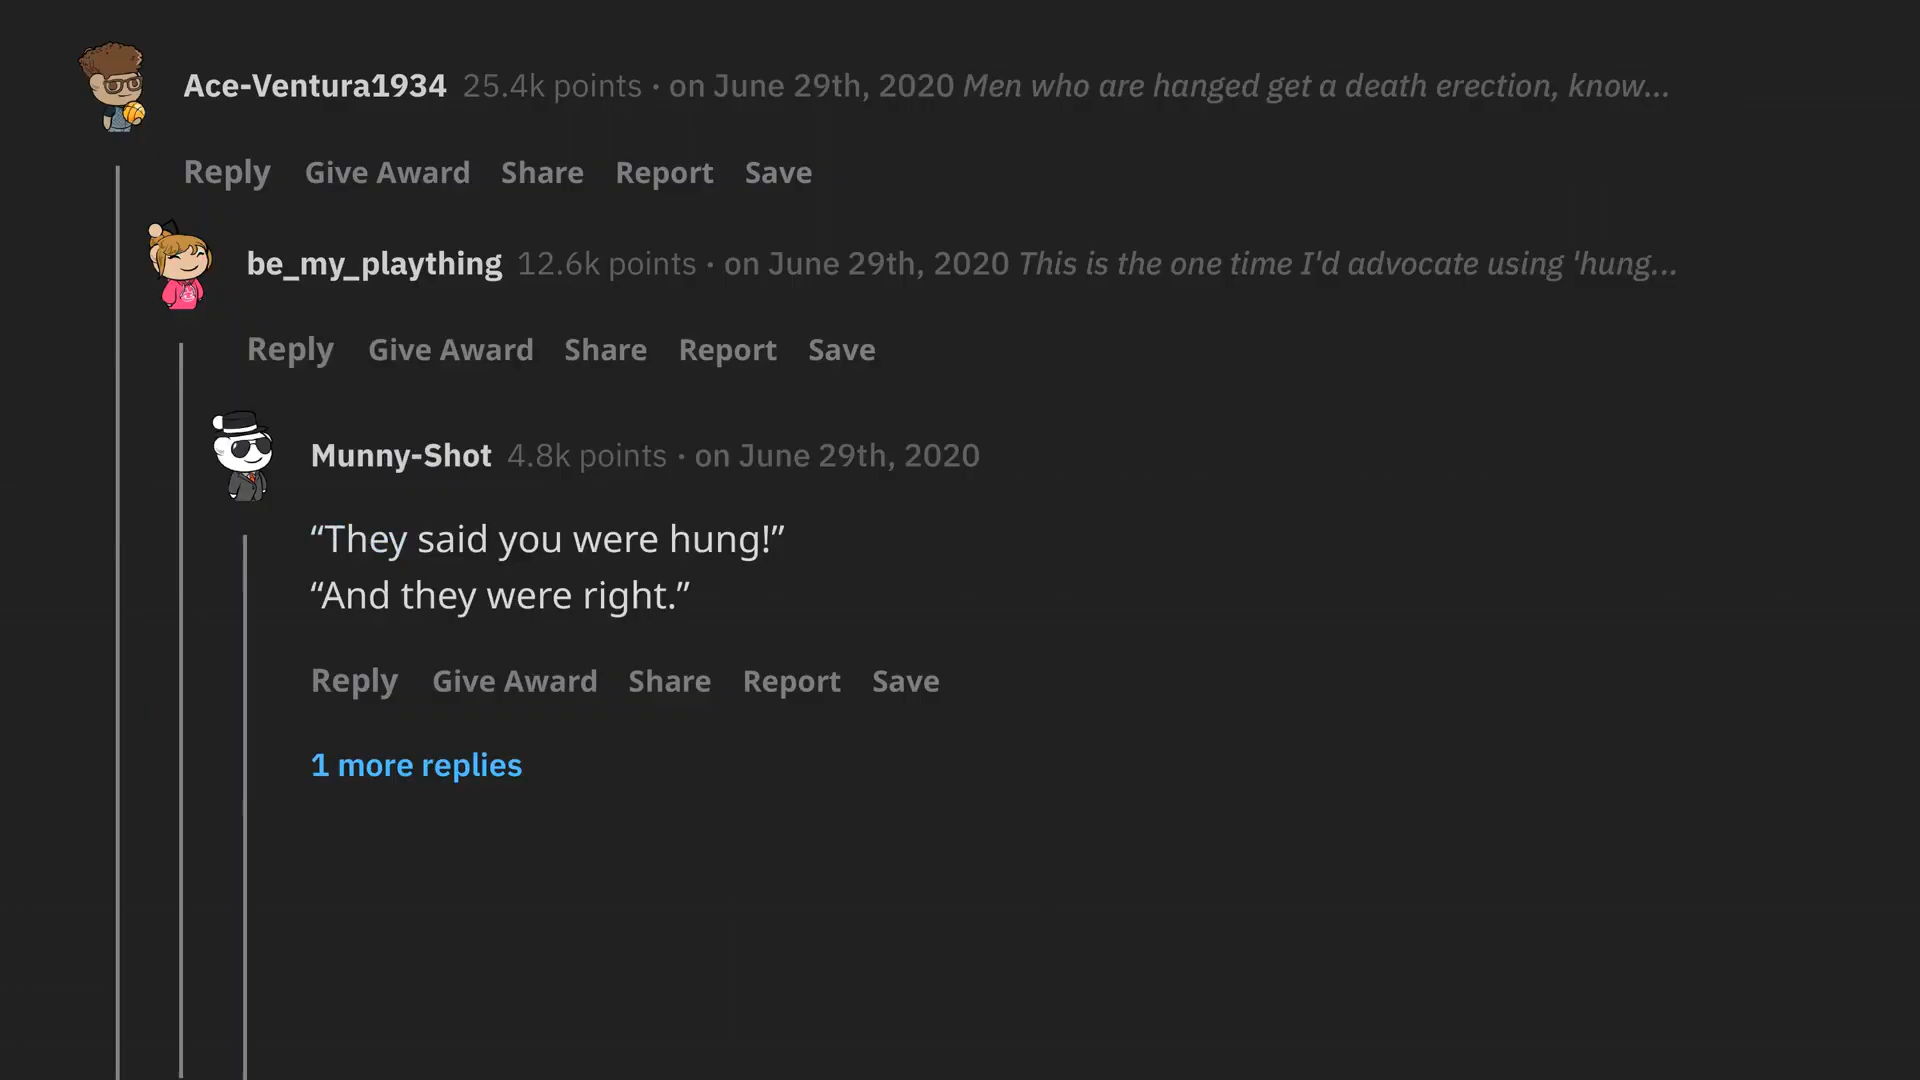 Ace-Ventura1934 25.4k points · on June 29th, 2020 Men who are hanged get a death erection, know...
Reply Give Award Share Report Save
be_my_plaything 12.6k points · on June 29th, 2020 This is the one time I'd advocate using 'hung...
Reply Give Award Share Report Save
Munny-Shot 4.8k points · on June 29th, 2020
“They said you were hung!”
“And they were right.”
Reply Give Award Share Report Save
1 more replies